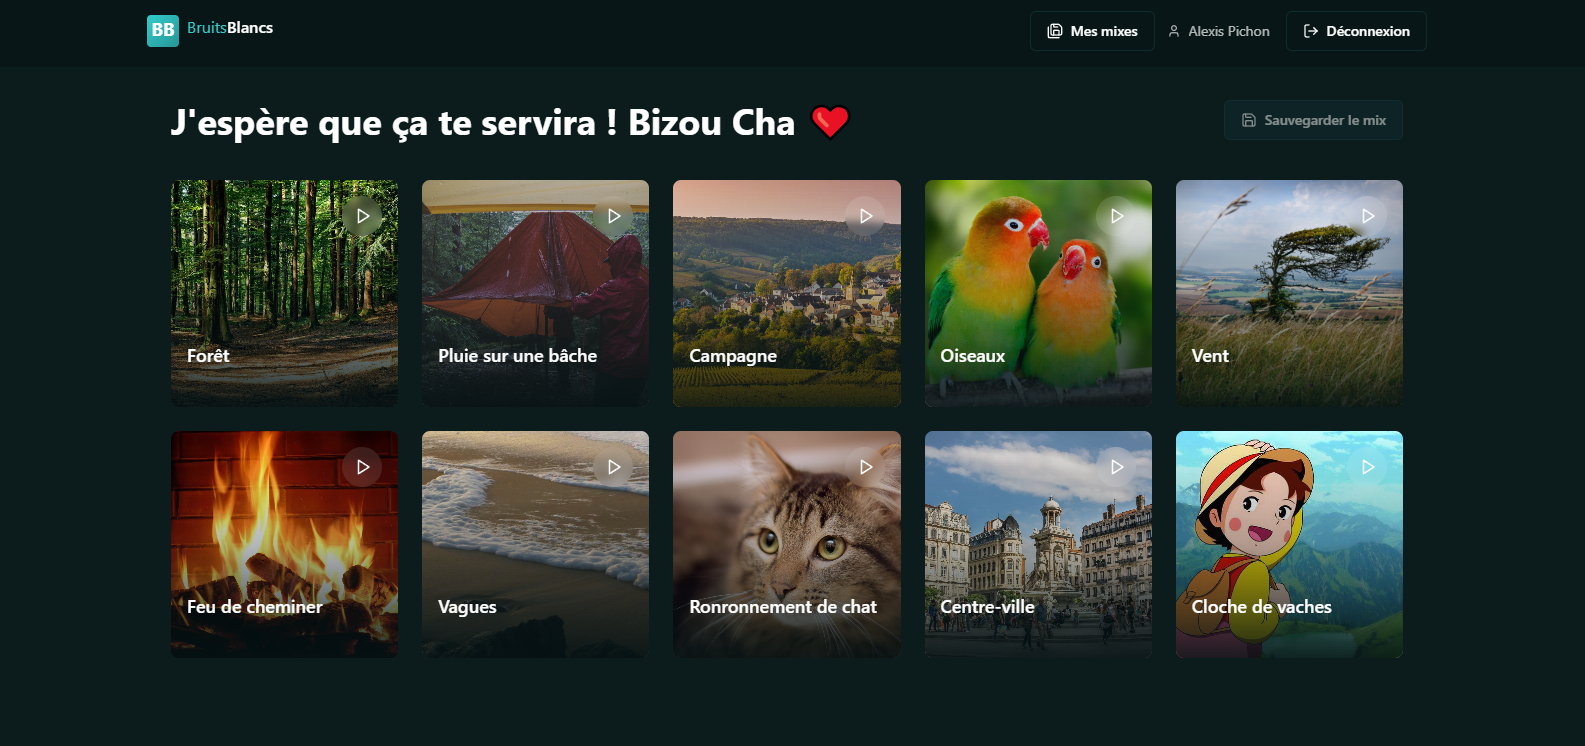 BB BruitsBlancs
Mes mixes
Alexis Pichon
Déconnexion
J'espère que ça te servira ! Bizou Cha ❤️
Sauvegarder le mix
Forêt
Pluie sur une bâche
Campagne
Oiseaux
Vent
Feu de cheminer
Vagues
Ronronnement de chat
Centre-ville
Cloche de vaches